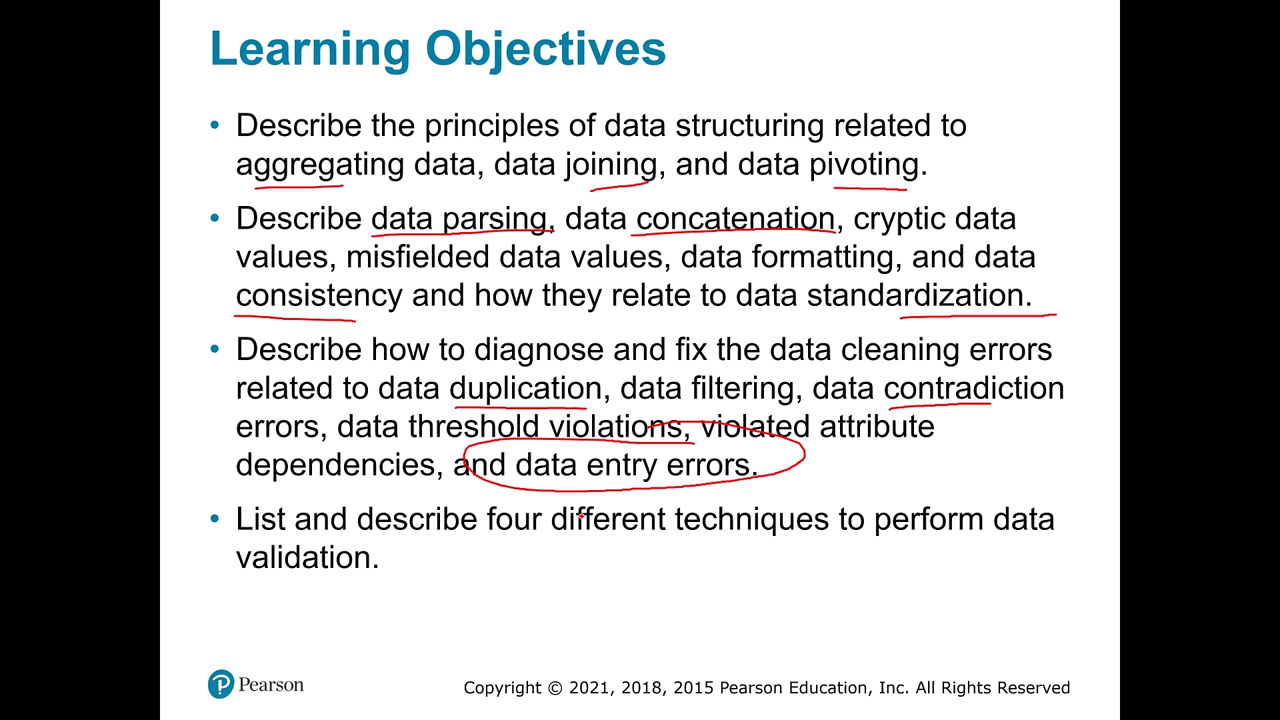 Learning Objectives
• Describe the principles of data structuring related to
aggregating data, data joining, and data pivoting.
• Describe data parsing, data concatenation, cryptic data
values, misfielded data values, data formatting, and data
consistency and how they relate to data standardization.
• Describe how to diagnose and fix the data cleaning errors
related to data duplication, data filtering, data contradiction
errors, data threshold violations, violated attribute
dependencies, and data entry errors.
• List and describe four different techniques to perform data
validation.
P Pearson
Copyright © 2021, 2018, 2015 Pearson Education, Inc. All Rights Reserved